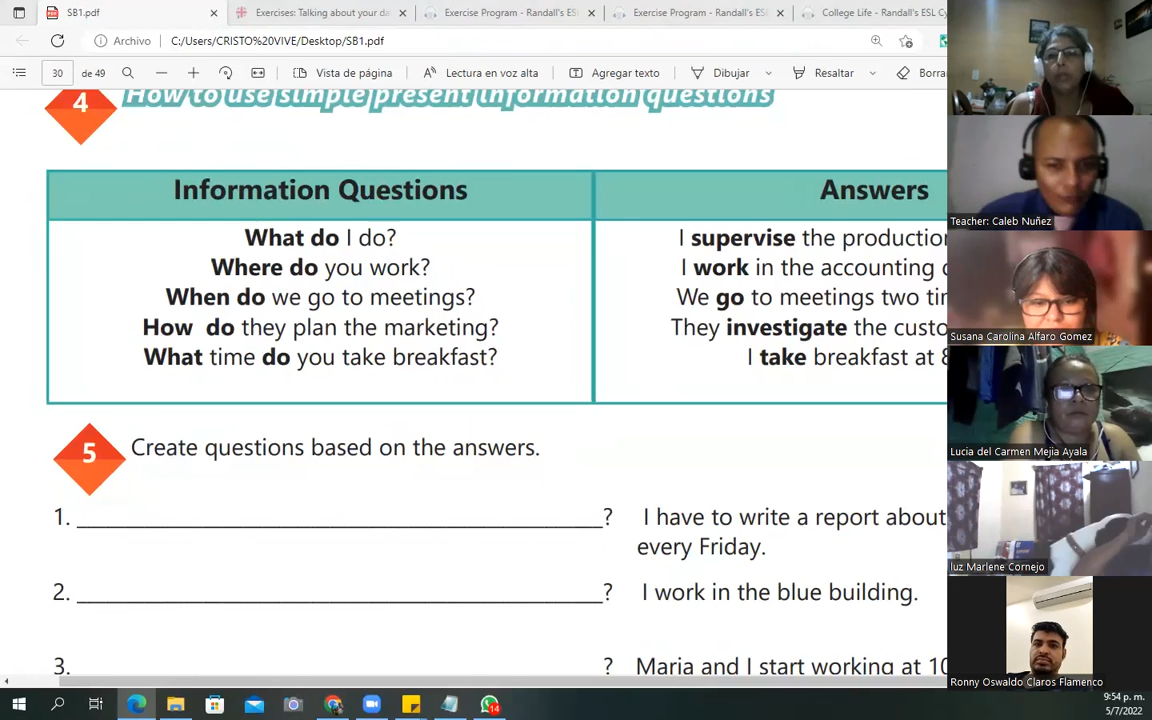 SB1.pdf
Exercises: Talking about your da
Exercise Program - Randall's ESL
Exercise Program - Randall's ESL
College Life - Randall's ESL Cy
Archivo
C:/Users/CRISTO%20VIVE/Desktop/SB1.pdf
30
de 49
Vista de página
Lectura en voz alta
Agregar texto
Dibujar
Resaltar
Borrar
4
How to use simple present information questions
Information Questions
Answers
What do I do?
I supervise the production
Where do you work?
I work in the accounting
When do we go to meetings?
We go to meetings two
How do they plan the marketing?
They investigate the
What time do you take breakfast?
I take breakfast at 8
5
Create questions based on the answers.
1. ?
I have to write a report about
every Friday.
2. ?
I work in the blue building.
3. ?
Maria and I start working at 10
Teacher: Caleb Nuñez
Susana Carolina Alfaro Gomez
Lucia del Carmen Mejia Ayala
luz Marlene Cornejo
Ronny Oswaldo Claros Flamenco
14
9:54 p. m.
5/7/2022